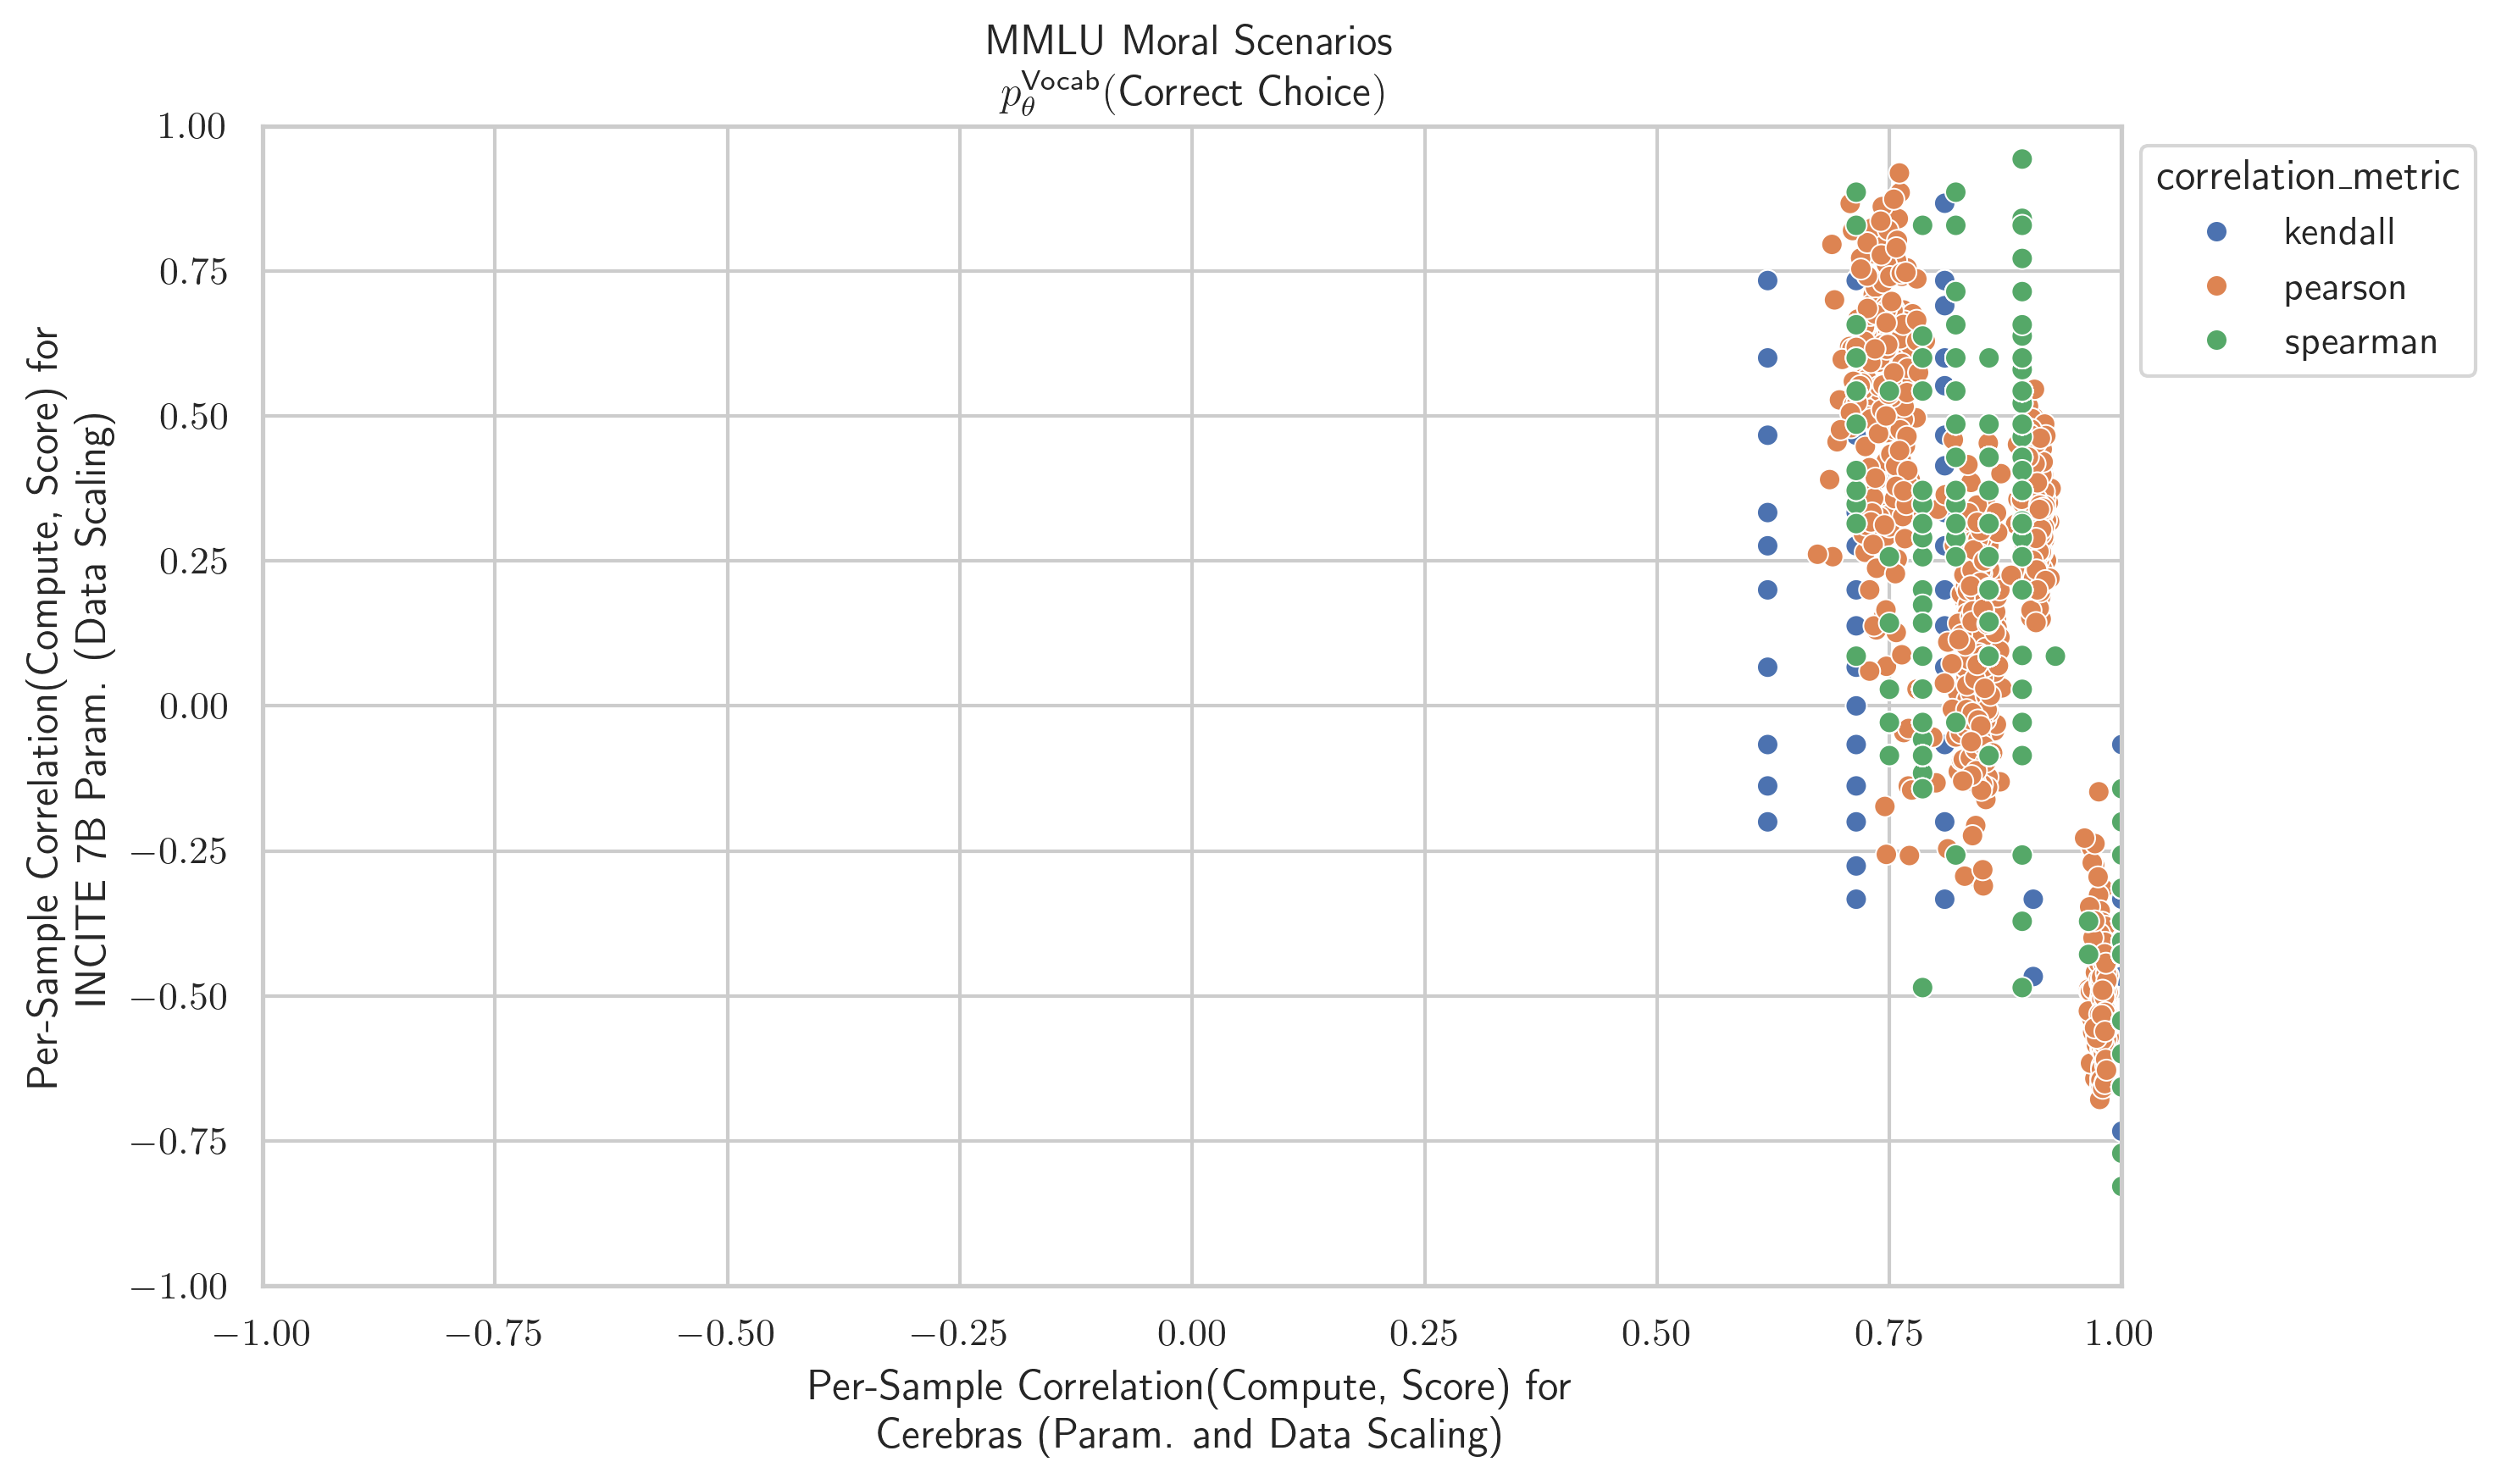 MMLU Moral Scenarios
p_θ^Vocab(Correct Choice)
1.00
0.75
0.50
0.25
0.00
−0.25
−0.50
−0.75
−1.00
Per-Sample Correlation(Compute, Score) for
INCITE 7B Param. (Data Scaling)
−1.00
−0.75
−0.50
−0.25
0.00
0.25
0.50
0.75
1.00
Per-Sample Correlation(Compute, Score) for
Cerebras (Param. and Data Scaling)
correlation_metric
kendall
pearson
spearman